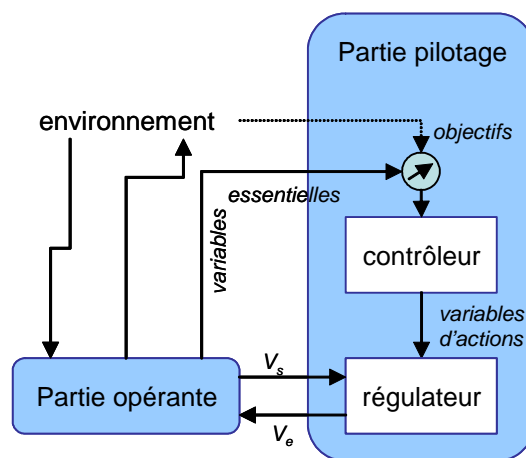 Partie pilotage
environnement
objectifs
essentielles
variables
contrôleur
variables
d'actions
Vs
Partie opérante
régulateur
Ve